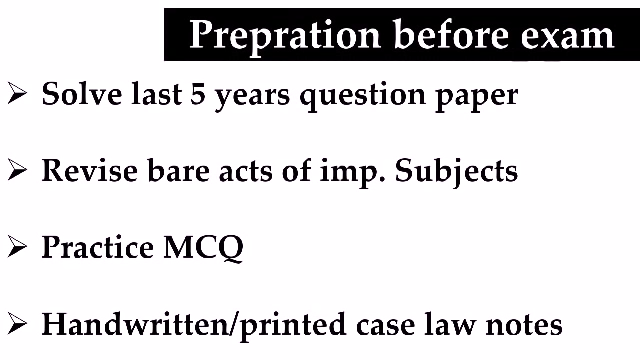 Prepration before exam
➢ Solve last 5 years question paper
➢ Revise bare acts of imp. Subjects
➢ Practice MCQ
➢ Handwritten/printed case law notes